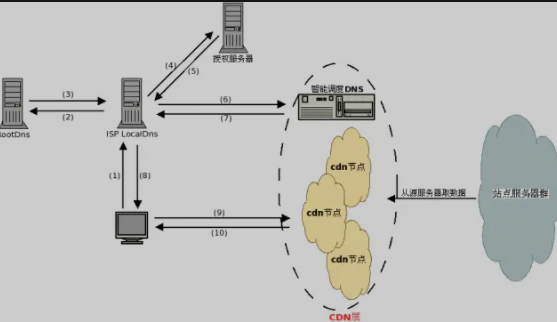 授权服务器
(4)
(5)
智能调度DNS
(3)
(6)
(2)
(7)
RootDns
ISP LocalDns
cdn节点
(1)
(8)
从源服务器取数据
站点服务器群
cdn节点
(9)
(10)
cdn节点
CDN层